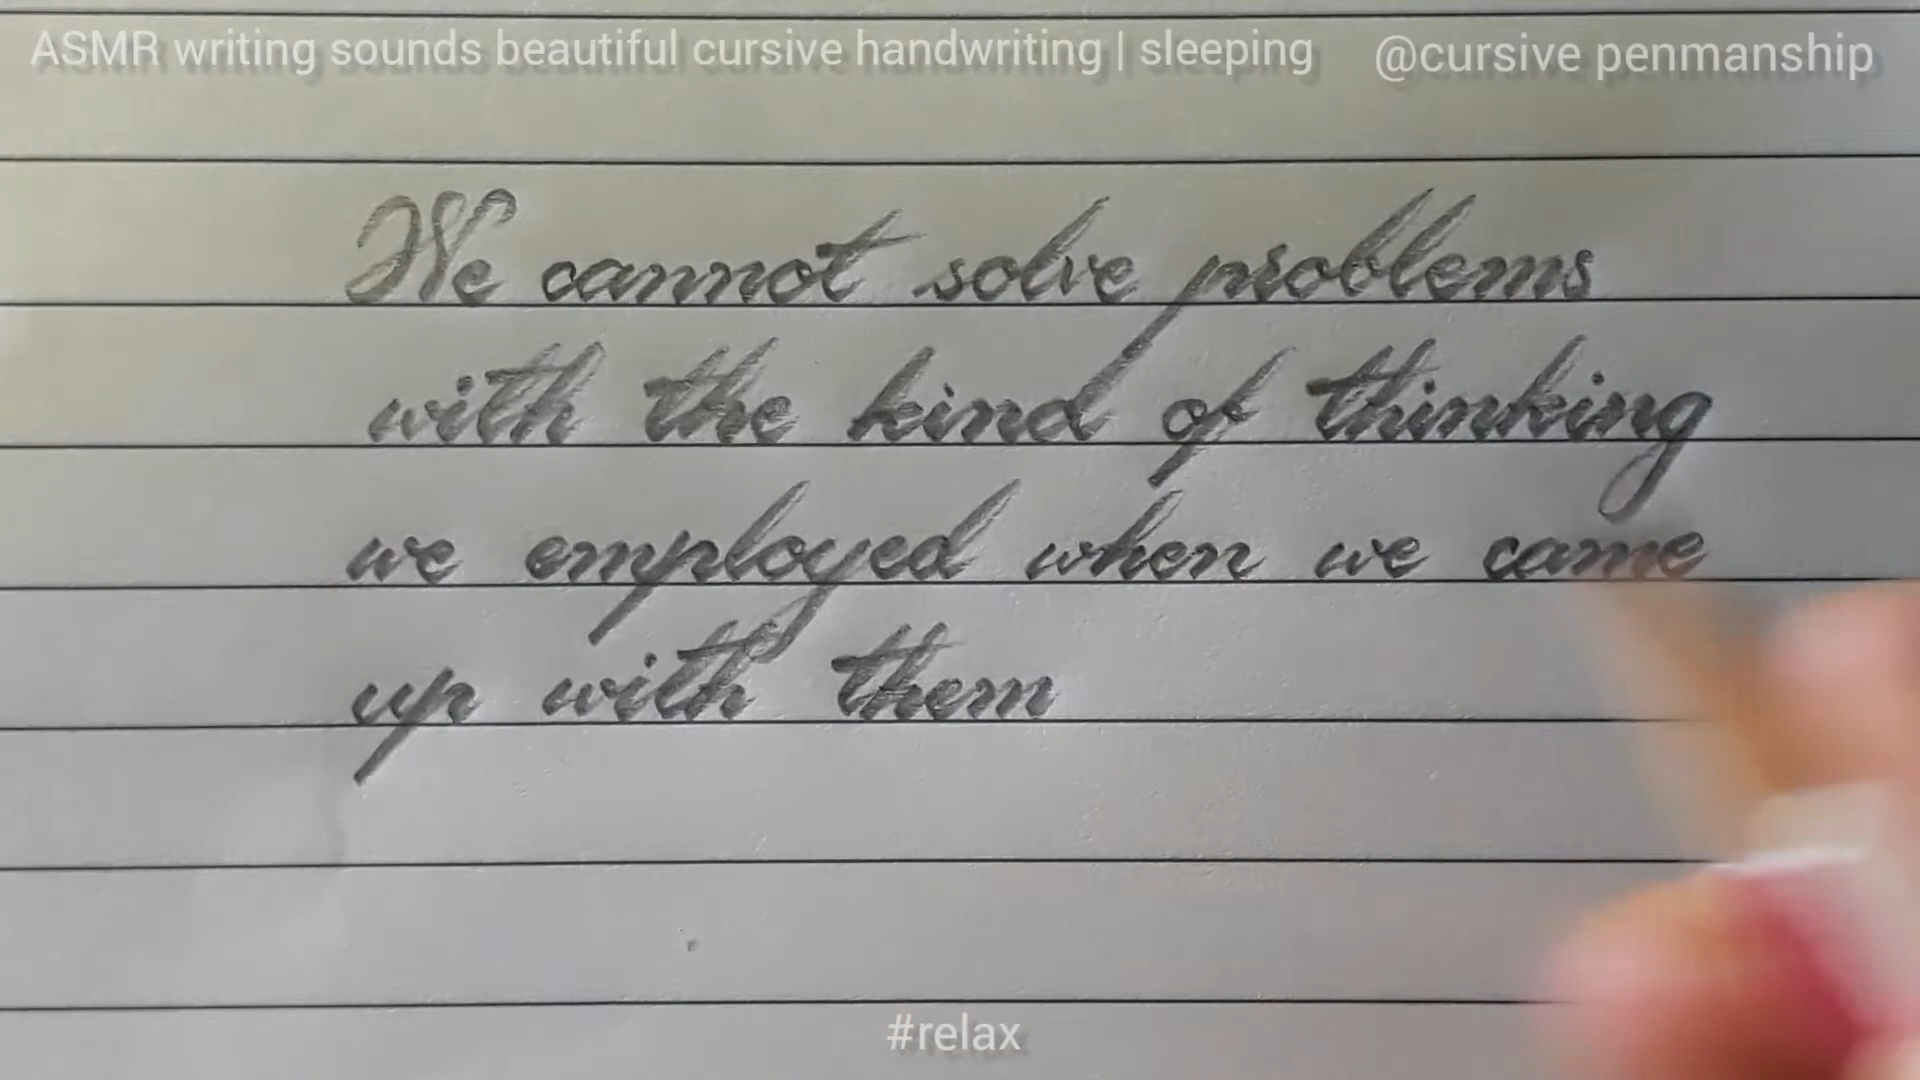 ASMR writing sounds beautiful cursive handwriting | sleeping @cursive penmanship
We cannot solve problems
with the kind of thinking
we employed when we came
up with them
#relax